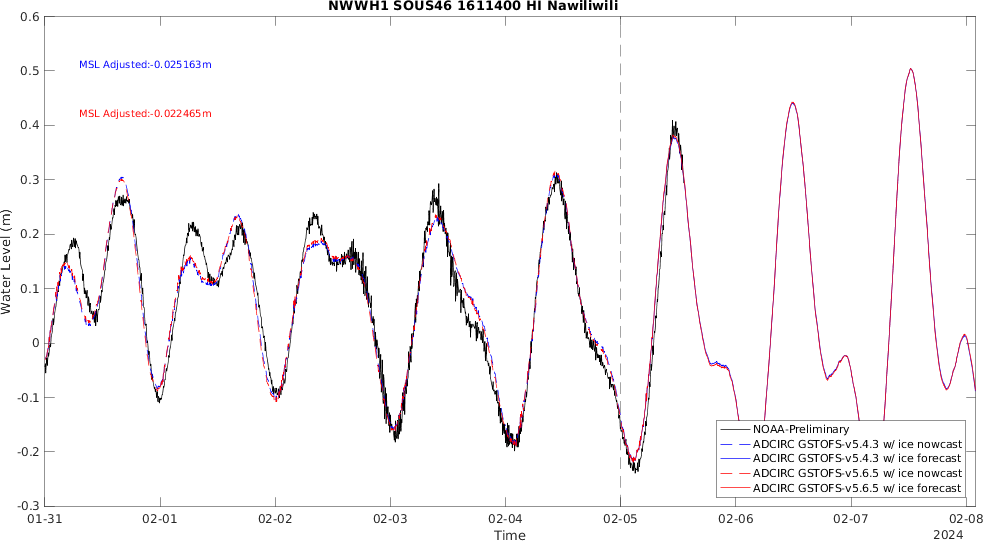 NWWH1 SOUS46 1611400 HI Nawiliwili
0.6
0.5
0.4
0.3
0.2
0.1
0
-0.1
-0.2
-0.3
Water Level (m)
MSL Adjusted:-0.025163m
MSL Adjusted:-0.022465m
NOAA-Preliminary
ADCIRC GSTOFS-v5.4.3 w/ ice nowcast
ADCIRC GSTOFS-v5.4.3 w/ ice forecast
ADCIRC GSTOFS-v5.6.5 w/ ice nowcast
ADCIRC GSTOFS-v5.6.5 w/ ice forecast
01-31 02-01 02-02 02-03 02-04 02-05 02-06 02-07 02-08
Time
2024